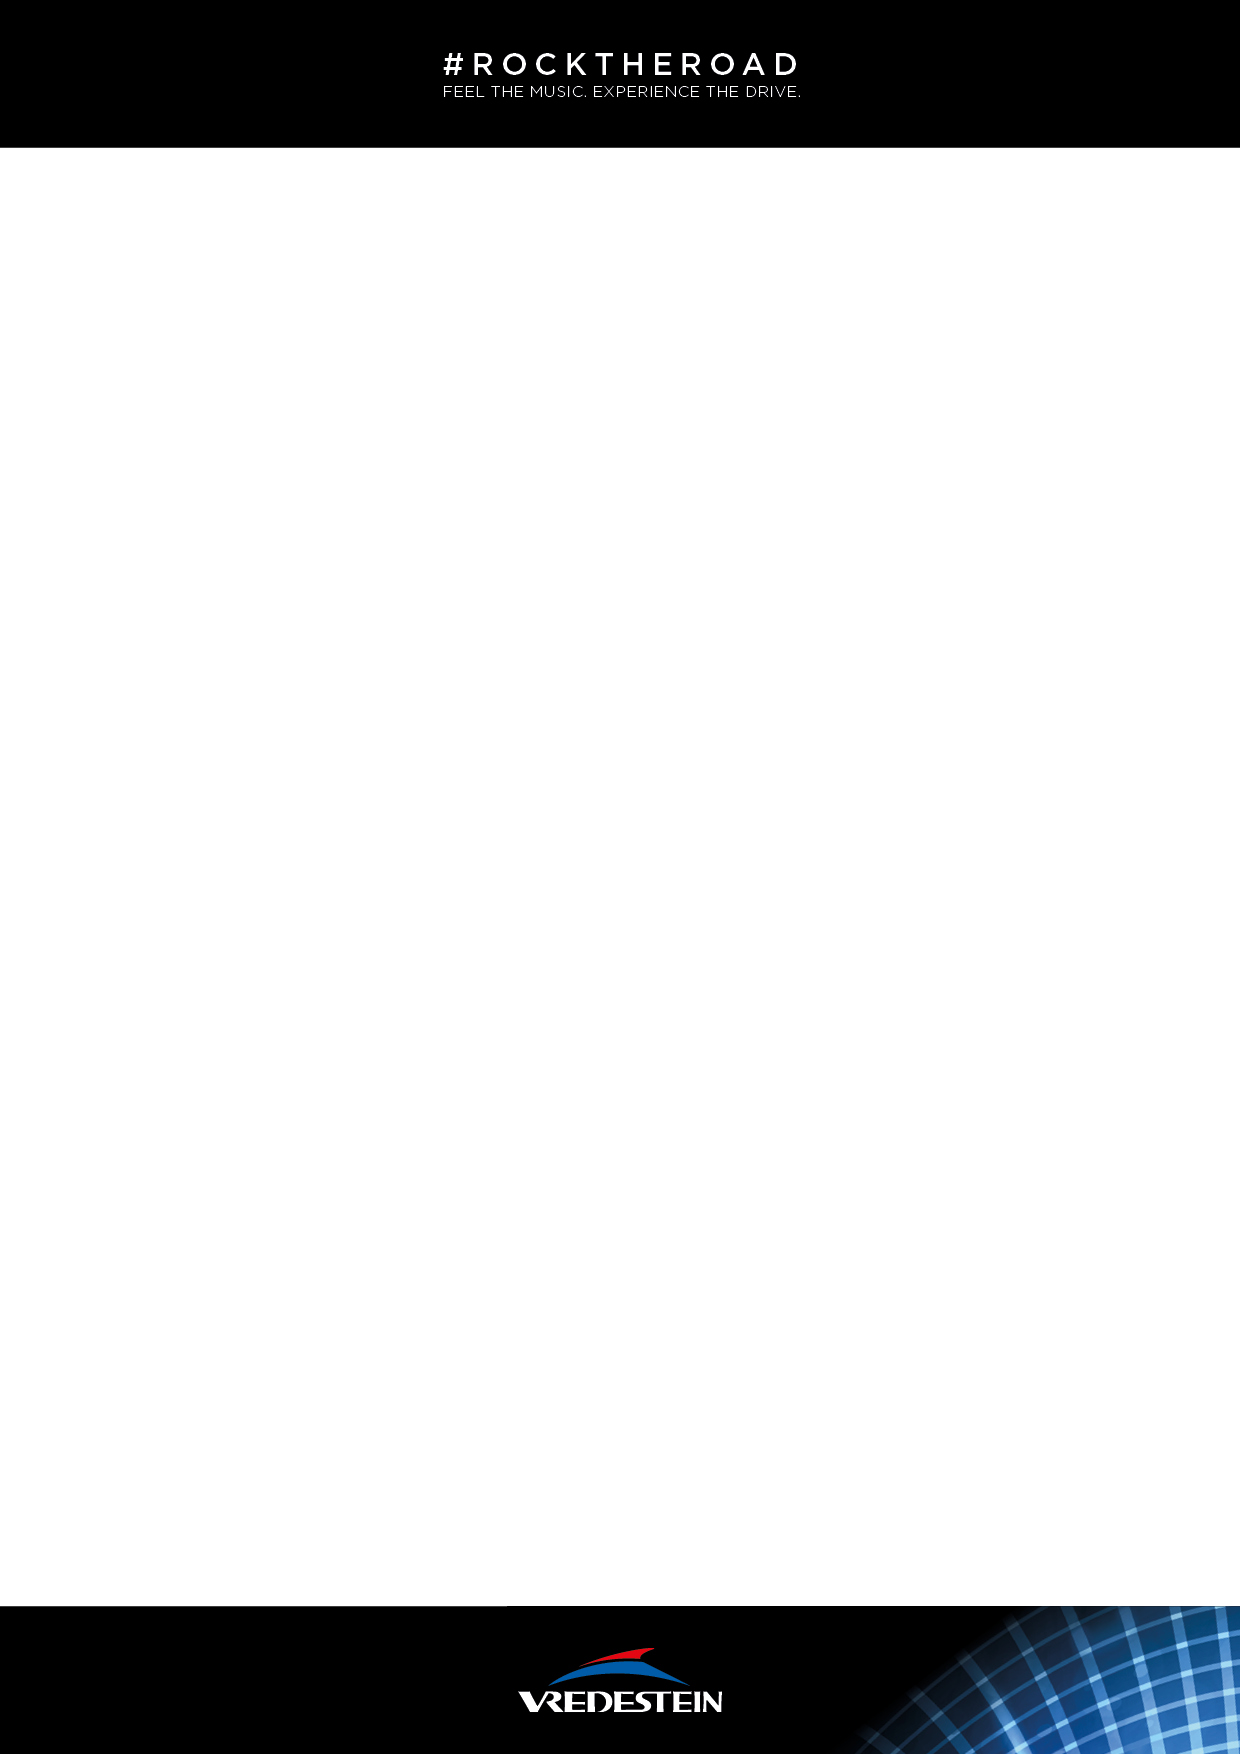 #ROCKTHEROAD
FEEL THE MUSIC. EXPERIENCE THE DRIVE.
VREDESTEIN